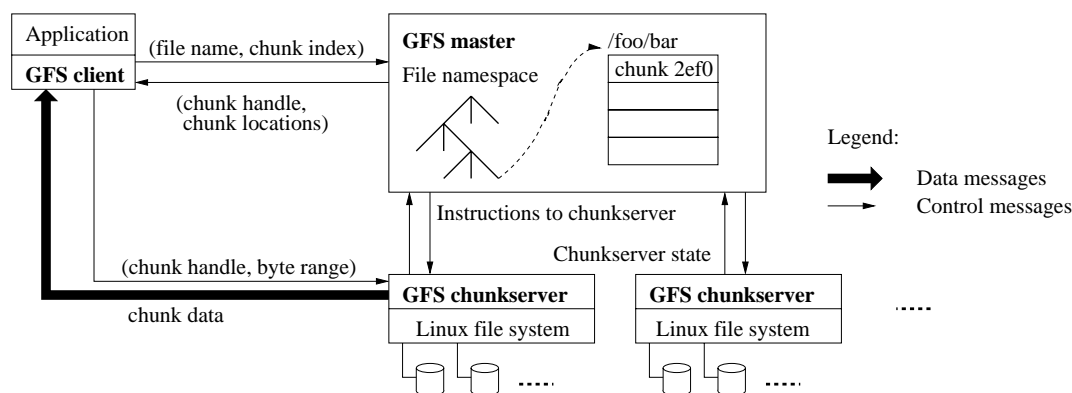 Application
GFS client
(file name, chunk index)
(chunk handle,
chunk locations)
GFS master
File namespace
/foo/bar
chunk 2ef0
Legend:
Data messages
Control messages
Instructions to chunkserver
Chunkserver state
(chunk handle, byte range)
chunk data
GFS chunkserver
Linux file system
GFS chunkserver
Linux file system